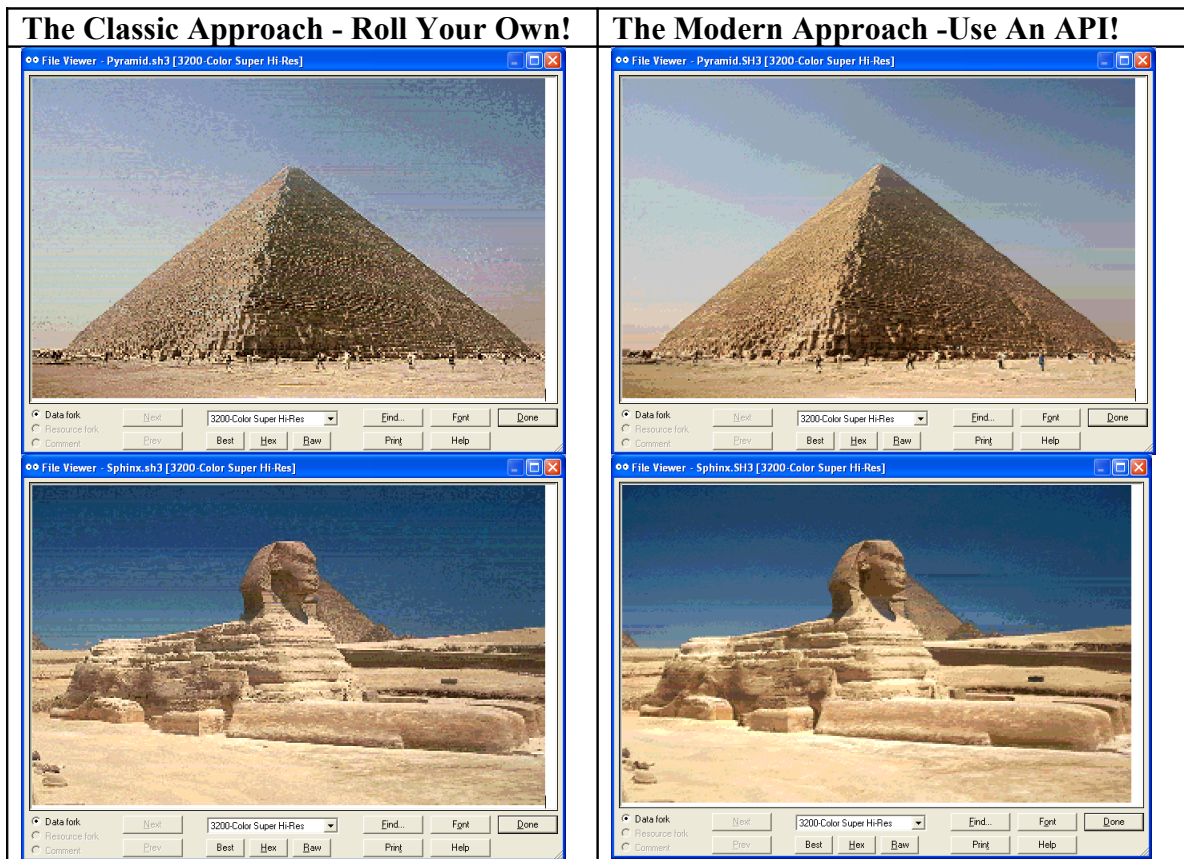 The Classic Approach - Roll Your Own!
The Modern Approach -Use An API!
File Viewer - Pyramid.sh3 [3200-Color Super Hi-Res]
Data fork
Resource fork
Comment
Next
Prev
3200-Color Super Hi-Res
Best
Hex
Raw
Find...
Font
Done
Print
Help
File Viewer - Pyramid.SH3 [3200-Color Super Hi-Res]
Data fork
Resource fork
Comment
Next
Prev
3200-Color Super Hi-Res
Best
Hex
Raw
Find...
Font
Done
Print
Help
File Viewer - Sphinx.sh3 [3200-Color Super Hi-Res]
Data fork
Resource fork
Comment
Next
Prev
3200-Color Super Hi-Res
Best
Hex
Raw
Find...
Font
Done
Print
Help
File Viewer - Sphinx.SH3 [3200-Color Super Hi-Res]
Data fork
Resource fork
Comment
Next
Prev
3200-Color Super Hi-Res
Best
Hex
Raw
Find...
Font
Done
Print
Help